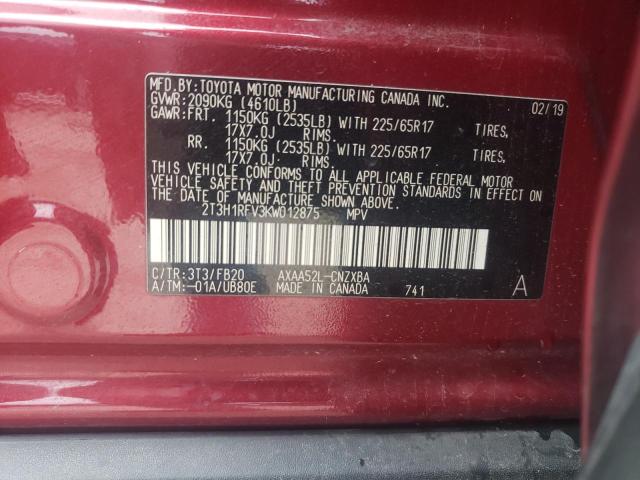 MFD.BY:TOYOTA MOTOR MANUFACTURING CANADA INC.
GVWR:2090KG (4610LB) 02/19
GAWR:FRT. 1150KG (2535LB) WITH 225/65R17 TIRES,
17X7.0J RIMS.
RR. 1150KG (2535LB) WITH 225/65R17 TIRES,
17X7.0J RIMS.
THIS VEHICLE CONFORMS TO ALL APPLICABLE FEDERAL MOTOR
VEHICLE SAFETY AND THEFT PREVENTION STANDARDS IN EFFECT ON
THE DATE OF MANUFACTURE SHOWN ABOVE.
2T3H1RFV3KW012875 MPV
C/TR:3T3/FB20 AXAA52L-CNZXBA
A/TM:-01A/UB80E MADE IN CANADA 741 A